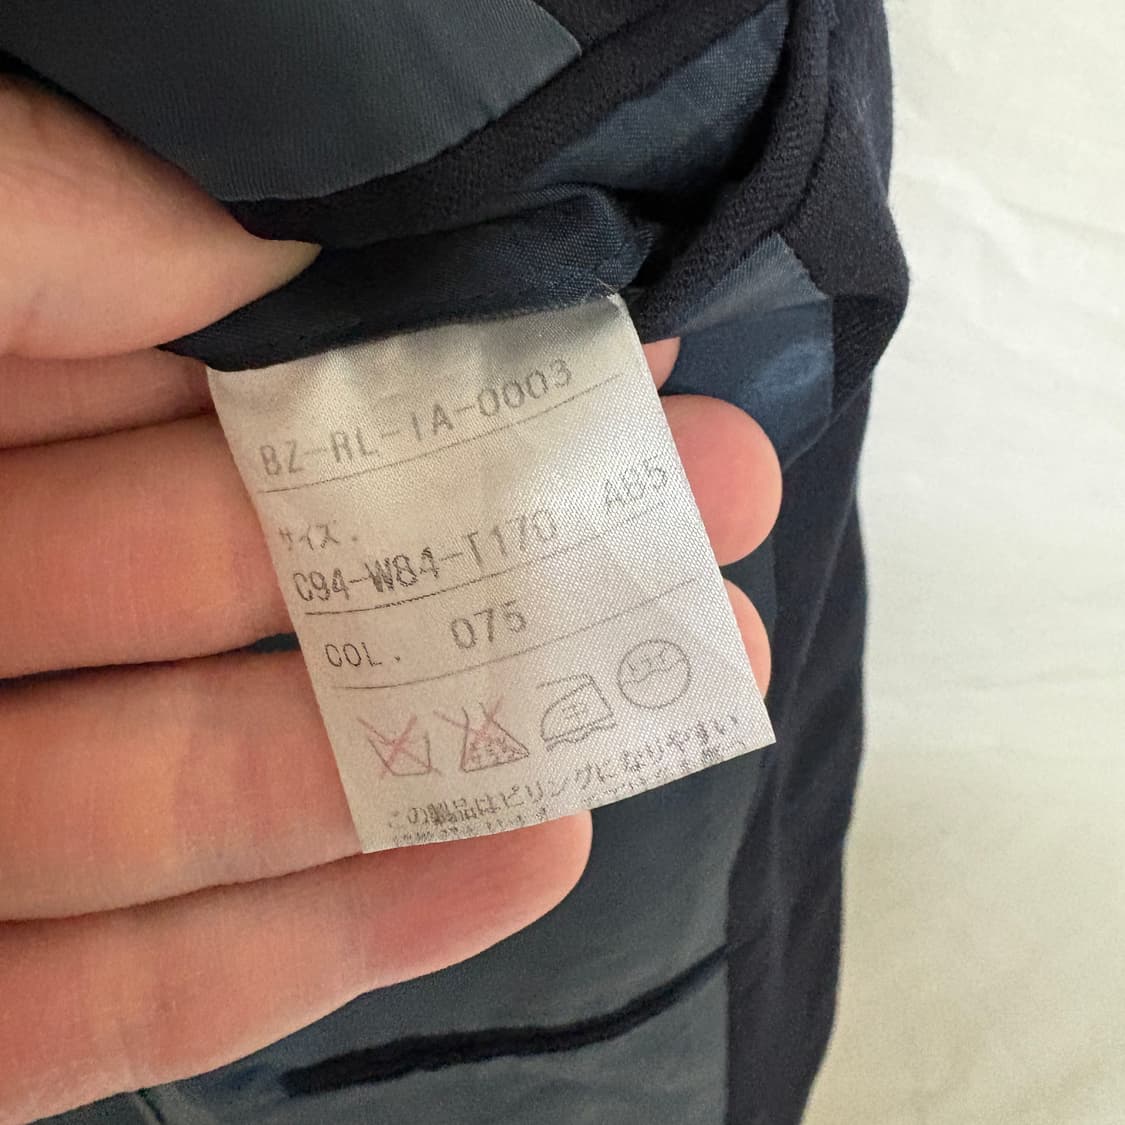 BZ-RL-1A-0003
サイズ.
C94-W84-T170 AB5
COL. 075
この製品はピリングになりやすい